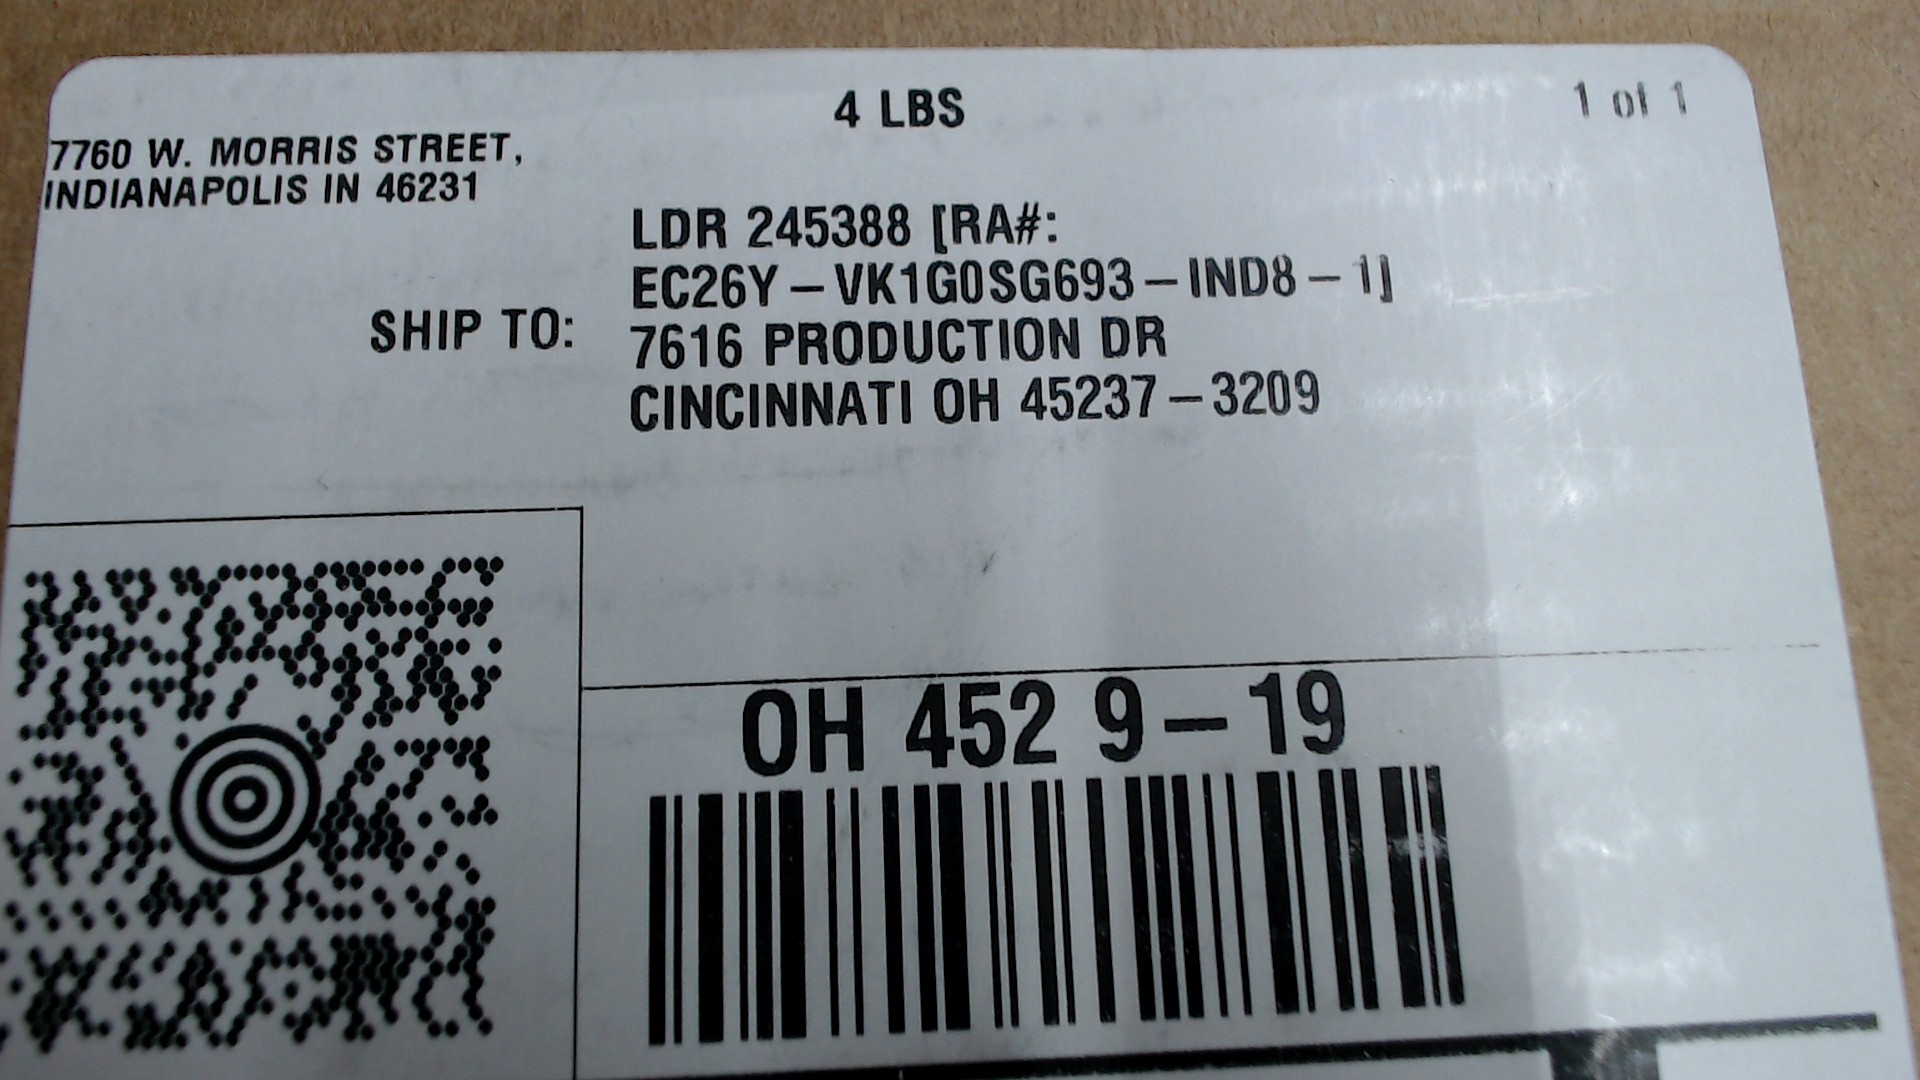 4 LBS
1 of 1
7760 W. MORRIS STREET,
INDIANAPOLIS IN 46231
LDR 245388 [RA#:
EC26Y-VK1G0SG693-IND8-1]
SHIP TO:
7616 PRODUCTION DR
CINCINNATI OH 45237-3209
OH 452 9-19